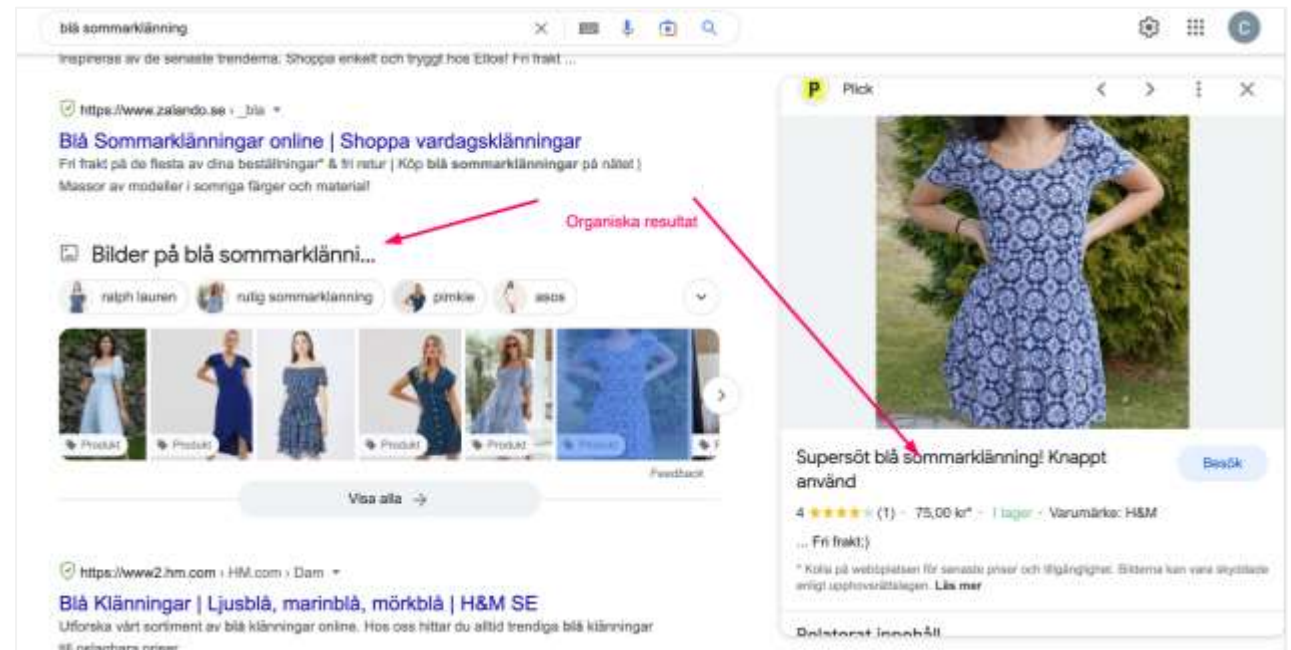 blå sommarklänning
C
Inspireras av de senaste trenderna. Shoppa enkelt och tryggt hos Ellos! Fri frakt ...
https://www.zalando.se › _bla
Blå Sommarklänningar online | Shoppa vardagsklänningar
Fri frakt på de flesta av dina beställningar* & fri retur | Köp blå sommarklänningar på nätet }
Massor av modeller i somriga färger och material!
Organiska resultat
Bilder på blå sommarklänni...
ralph lauren
rutig sommarklänning
pimkie
asos
Produkt
Produkt
Produkt
Produkt
Produkt
Feedback
Visa alla →
https://www2.hm.com › HM.com › Dam
Blå Klänningar | Ljusblå, marinblå, mörkblå | H&M SE
Utforska vårt sortiment av blå klänningar online. Hos oss hittar du alltid trendiga blå klänningar
till oslagbara priser
P Plick
Supersöt blå sommarklänning! Knappt
använd
Besök
4 ★★★★★ (1) · 75,00 kr* · I lager · Varumärke: H&M
... Fri frakt:)
* Kolla på webbplatsen för senaste priser och tillgänglighet. Bilderna kan vara skyddade
enligt upphovsrättslagen. Läs mer
Relaterat innehåll